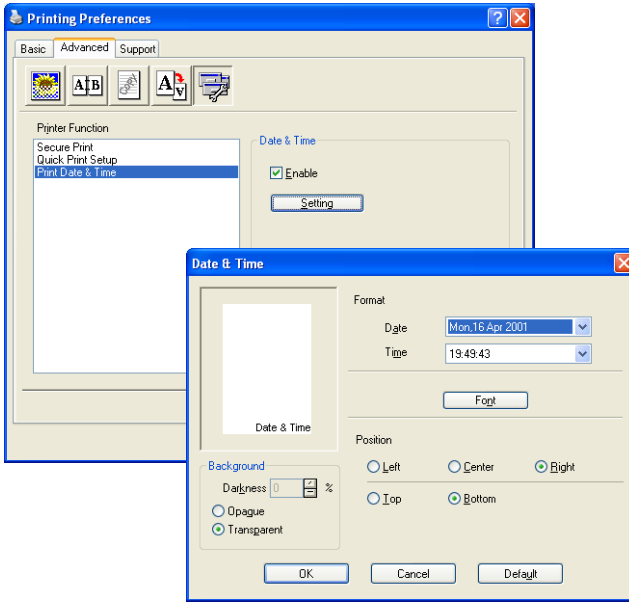 Printing Preferences
Basic Advanced Support
A B
A A
Printer Function
Secure Print
Quick Print Setup
Print Date & Time
Date & Time
Enable
Setting
Date & Time
Date & Time
Format
Date Mon,16 Apr 2001
Time 19:49:43
Font
Position
Left Center Right
Top Bottom
Background
Darkness 0 %
Opaque
Transparent
OK Cancel Default